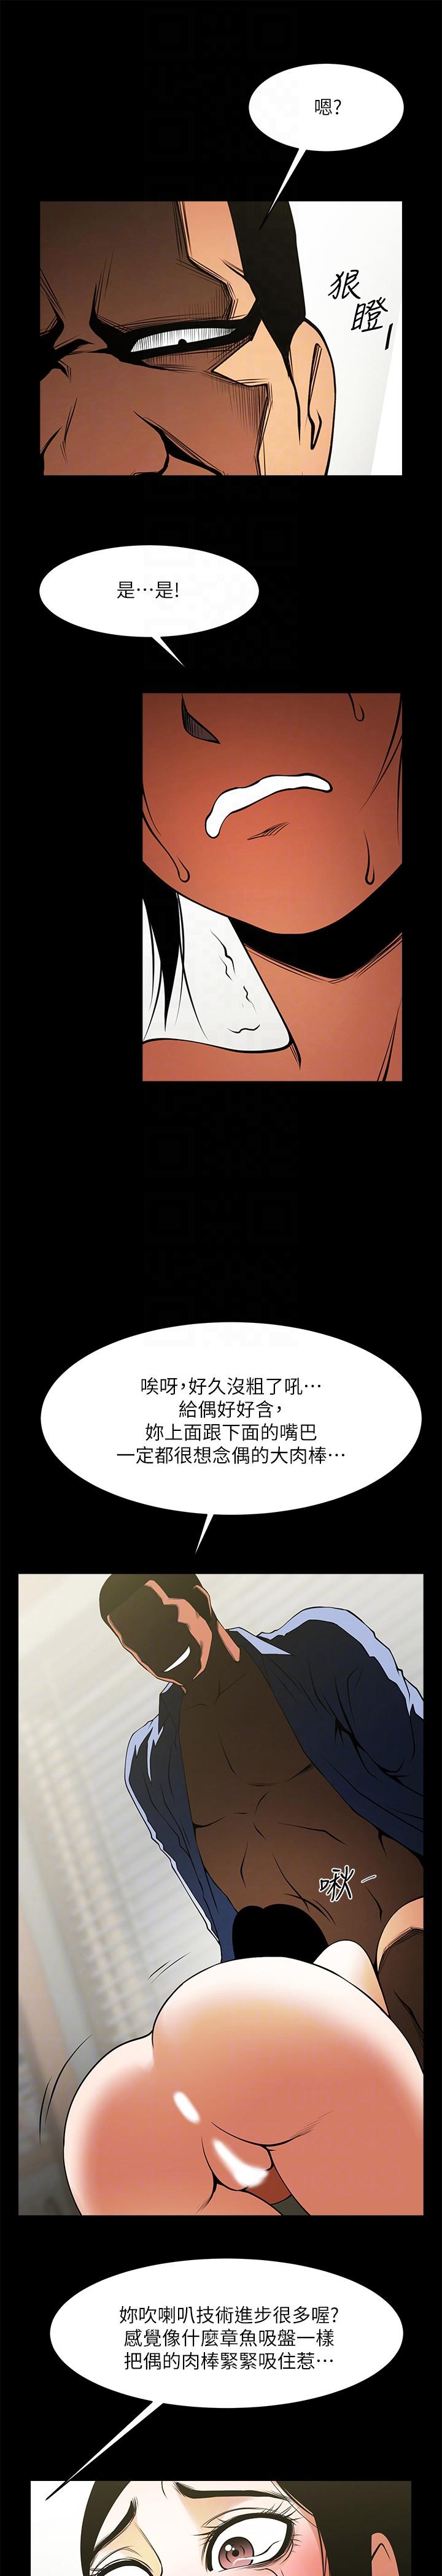 嗯?
狠
瞪
是…是!
唉呀，好久沒粗了吼…
給偶好好含，
妳上面跟下面的嘴巴
一定都很想念偶的大肉棒…
啾
妳吹喇叭技術進步很多喔?
感覺像什麼章魚吸盤一樣
把偶的肉棒緊緊吸住惹…